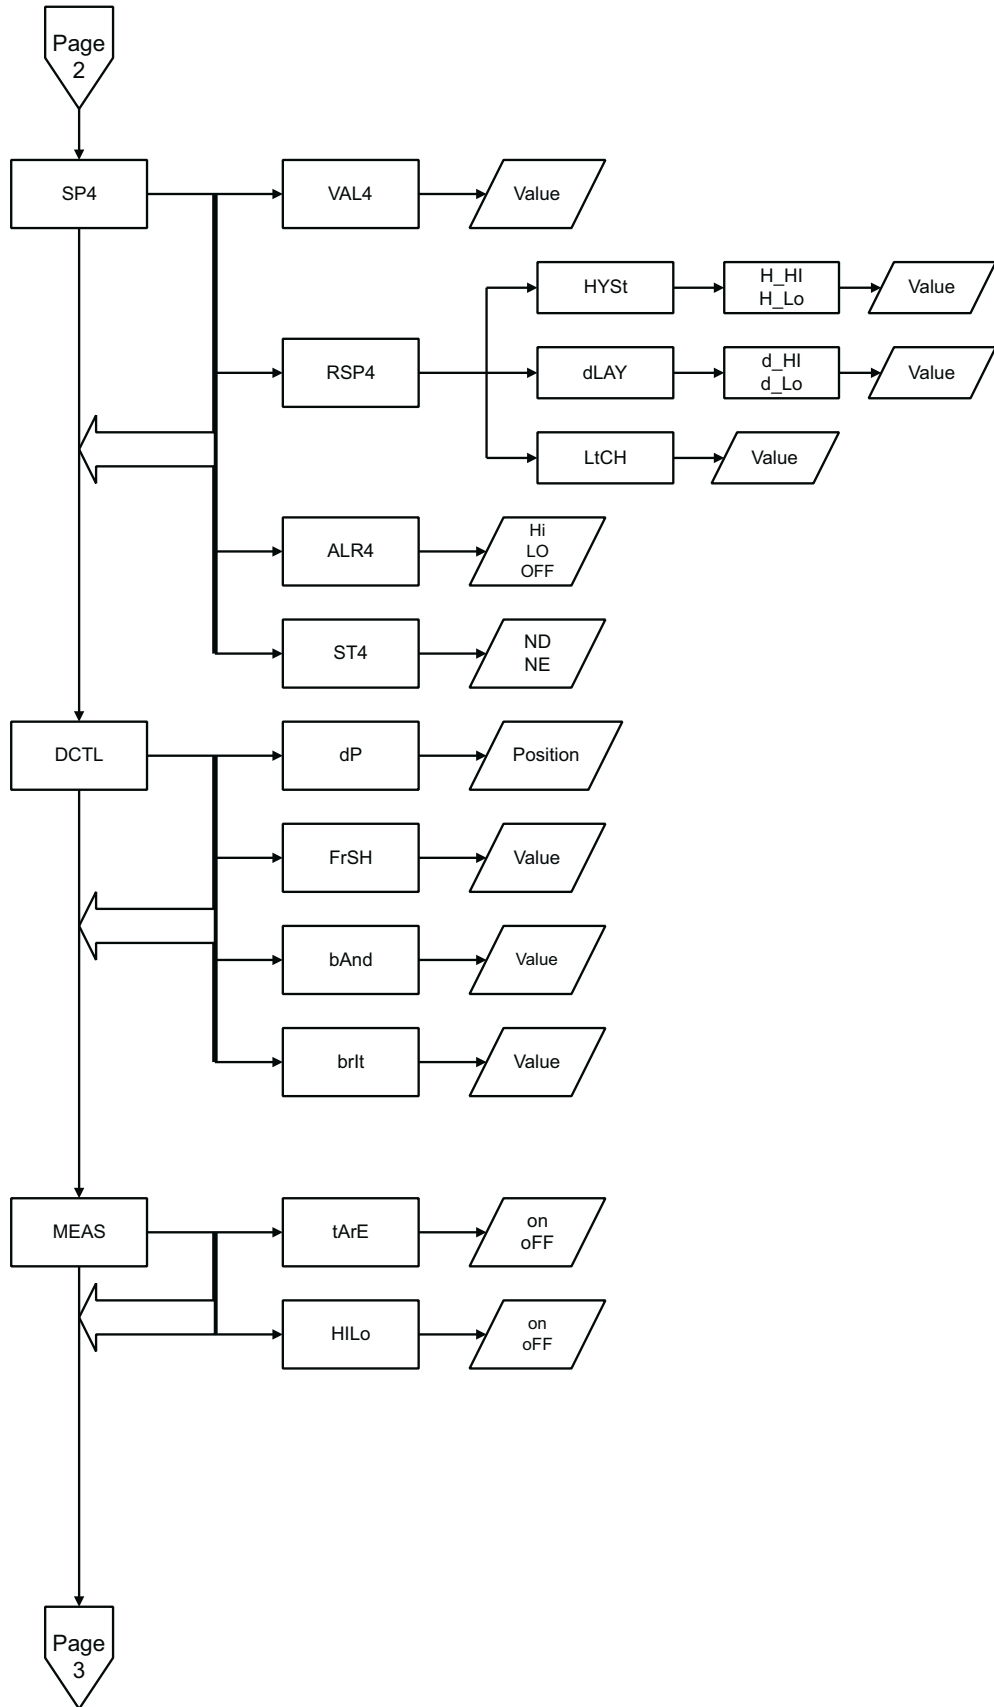 Page
2
SP4
VAL4
Value
HYSt
H_HI
H_Lo
Value
RSP4
dLAY
d_HI
d_Lo
Value
LtCH
Value
ALR4
Hi
LO
OFF
ST4
ND
NE
DCTL
dP
Position
FrSH
Value
bAnd
Value
brIt
Value
MEAS
tArE
on
oFF
HILo
on
oFF
Page
3